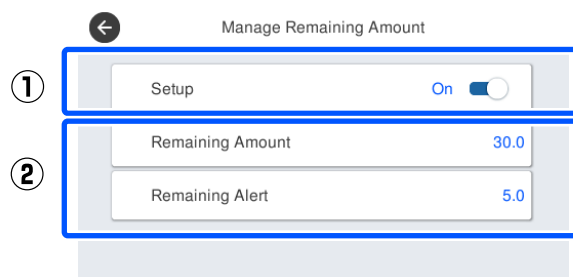 Manage Remaining Amount
① Setup On
② Remaining Amount 30.0
Remaining Alert 5.0